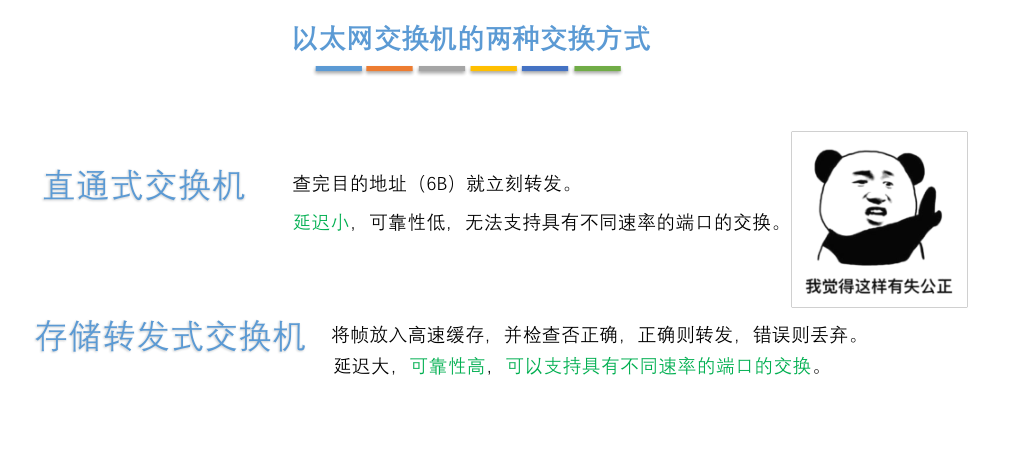 以太网交换机的两种交换方式
直通式交换机
查完目的地址（6B）就立刻转发。
延迟小，可靠性低，无法支持具有不同速率的端口的交换。
我觉得这样有失公正
存储转发式交换机
将帧放入高速缓存，并检查否正确，正确则转发，错误则丢弃。
延迟大，可靠性高，可以支持具有不同速率的端口的交换。